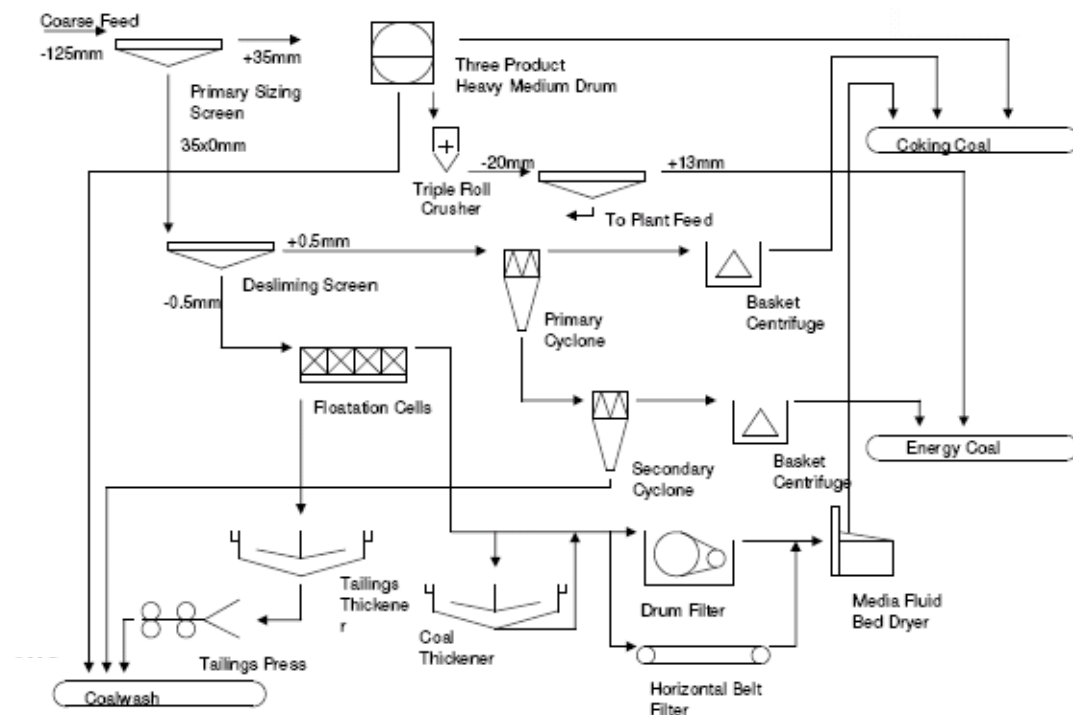 Coarse Feed
-125mm
+35mm
Primary Sizing
Screen
Three Product
Heavy Medium Drum
35x0mm
Coking Coal
-20mm
+13mm
Triple Roll
Crusher
To Plant Feed
+0.5mm
Desliming Screen
-0.5mm
Primary
Cyclone
Basket
Centrifuge
Floatation Cells
Energy Coal
Secondary
Cyclone
Basket
Centrifuge
Tailings
Thickene
r
Drum Filter
Media Fluid
Bed Dryer
Coal
Thickener
Tailings Press
Horizontal Belt
Filter
Coalwash